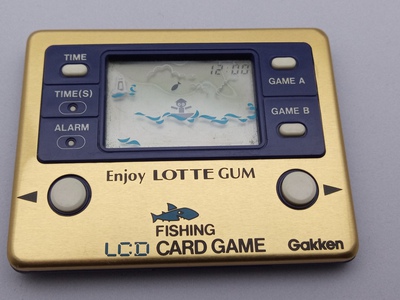 TIME
12:00
GAME A
TIME(S)
ALARM
GAME B
Enjoy LOTTE GUM
FISHING
LCD CARD GAME
Gakken